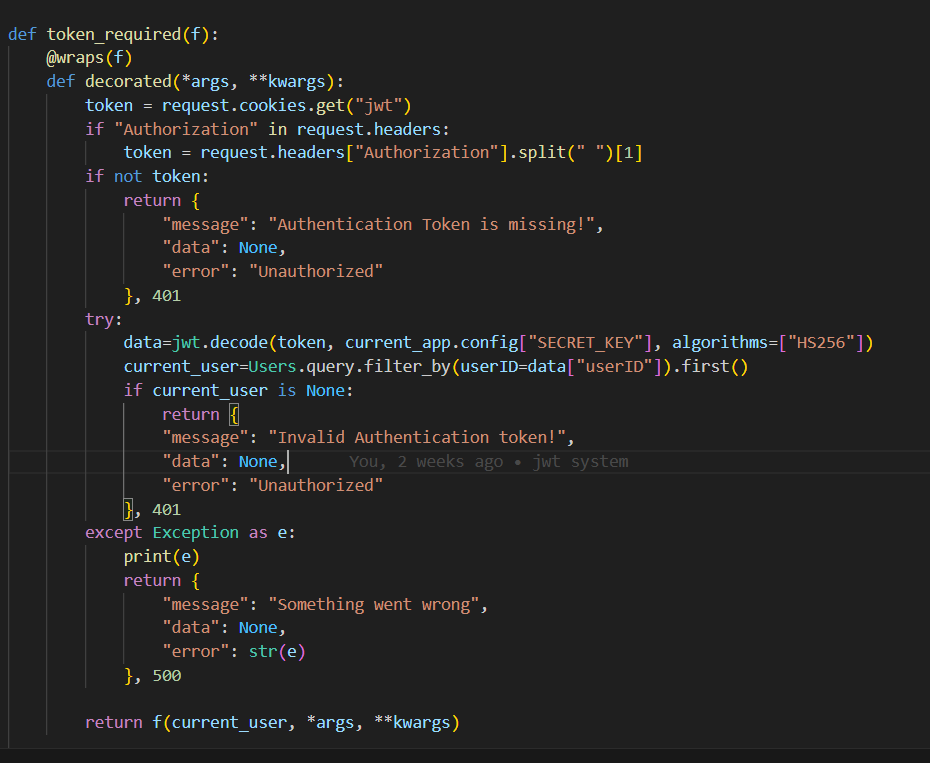 def token_required(f):
    @wraps(f)
    def decorated(*args, **kwargs):
        token = request.cookies.get("jwt")
        if "Authorization" in request.headers:
            token = request.headers["Authorization"].split(" ")[1]
        if not token:
            return {
                "message": "Authentication Token is missing!",
                "data": None,
                "error": "Unauthorized"
            }, 401
        try:
            data=jwt.decode(token, current_app.config["SECRET_KEY"], algorithms=["HS256"])
            current_user=Users.query.filter_by(userID=data["userID"]).first()
            if current_user is None:
                return {
                "message": "Invalid Authentication token!",
                "data": None,      You, 2 weeks ago • jwt system
                "error": "Unauthorized"
            }, 401
        except Exception as e:
            print(e)
            return {
                "message": "Something went wrong",
                "data": None,
                "error": str(e)
            }, 500

        return f(current_user, *args, **kwargs)